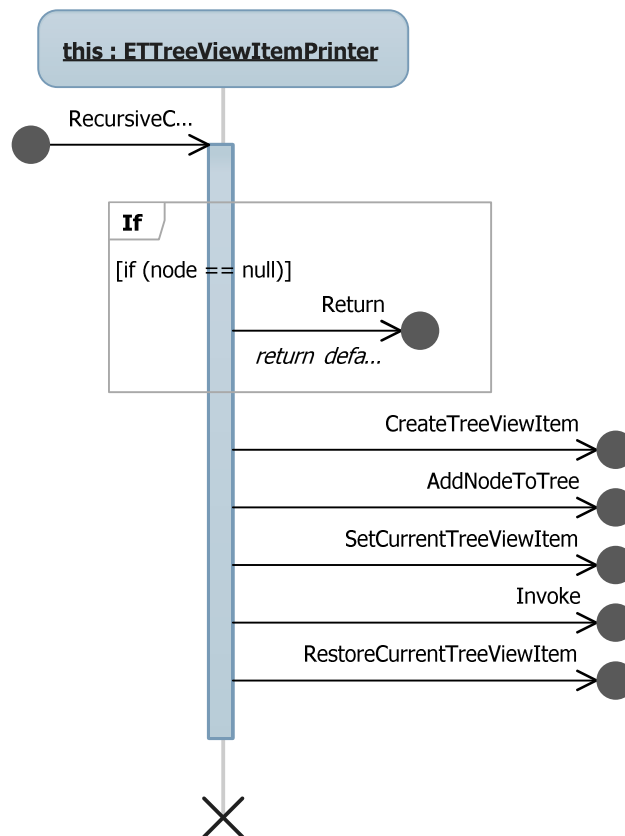 this : ETTreeViewItemPrinter
RecursiveC...
If
[if (node == null)]
Return
return defa...
CreateTreeViewItem
AddNodeToTree
SetCurrentTreeViewItem
Invoke
RestoreCurrentTreeViewItem